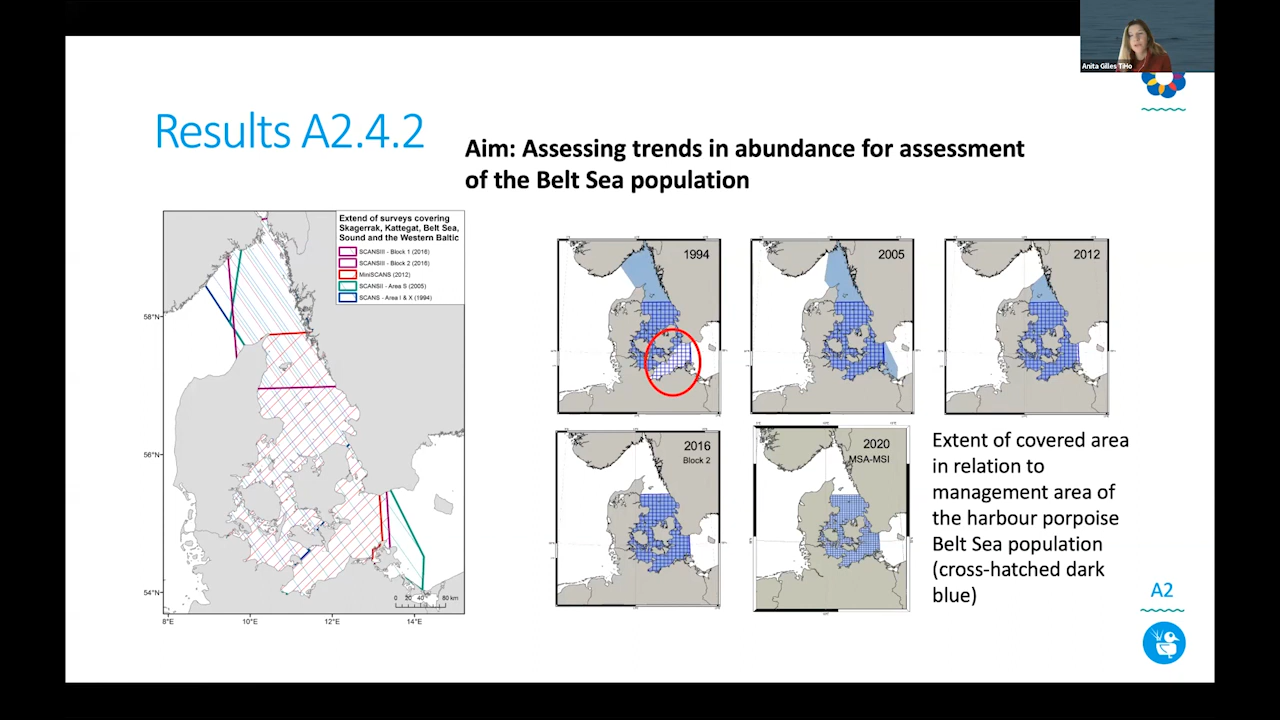 Anita Gilles TiHo
Results A2.4.2
Aim: Assessing trends in abundance for assessment
of the Belt Sea population
Extend of surveys covering
Skagerrak, Kattegat, Belt Sea,
Sound and the Western Baltic
SCANSIII - Block 1 (2016)
SCANSIII - Block 2 (2016)
MiniSCANS (2012)
SCANSII - Area S (2005)
SCANS - Area I & X (1994)
58°N
56°N
54°N
8°E
10°E
12°E
14°E
0 20 40 80 km
1994
2005
2012
2016
Block 2
2020
MSA-MSI
Extent of covered area
in relation to
management area of
the harbour porpoise
Belt Sea population
(cross-hatched dark
blue)
A2